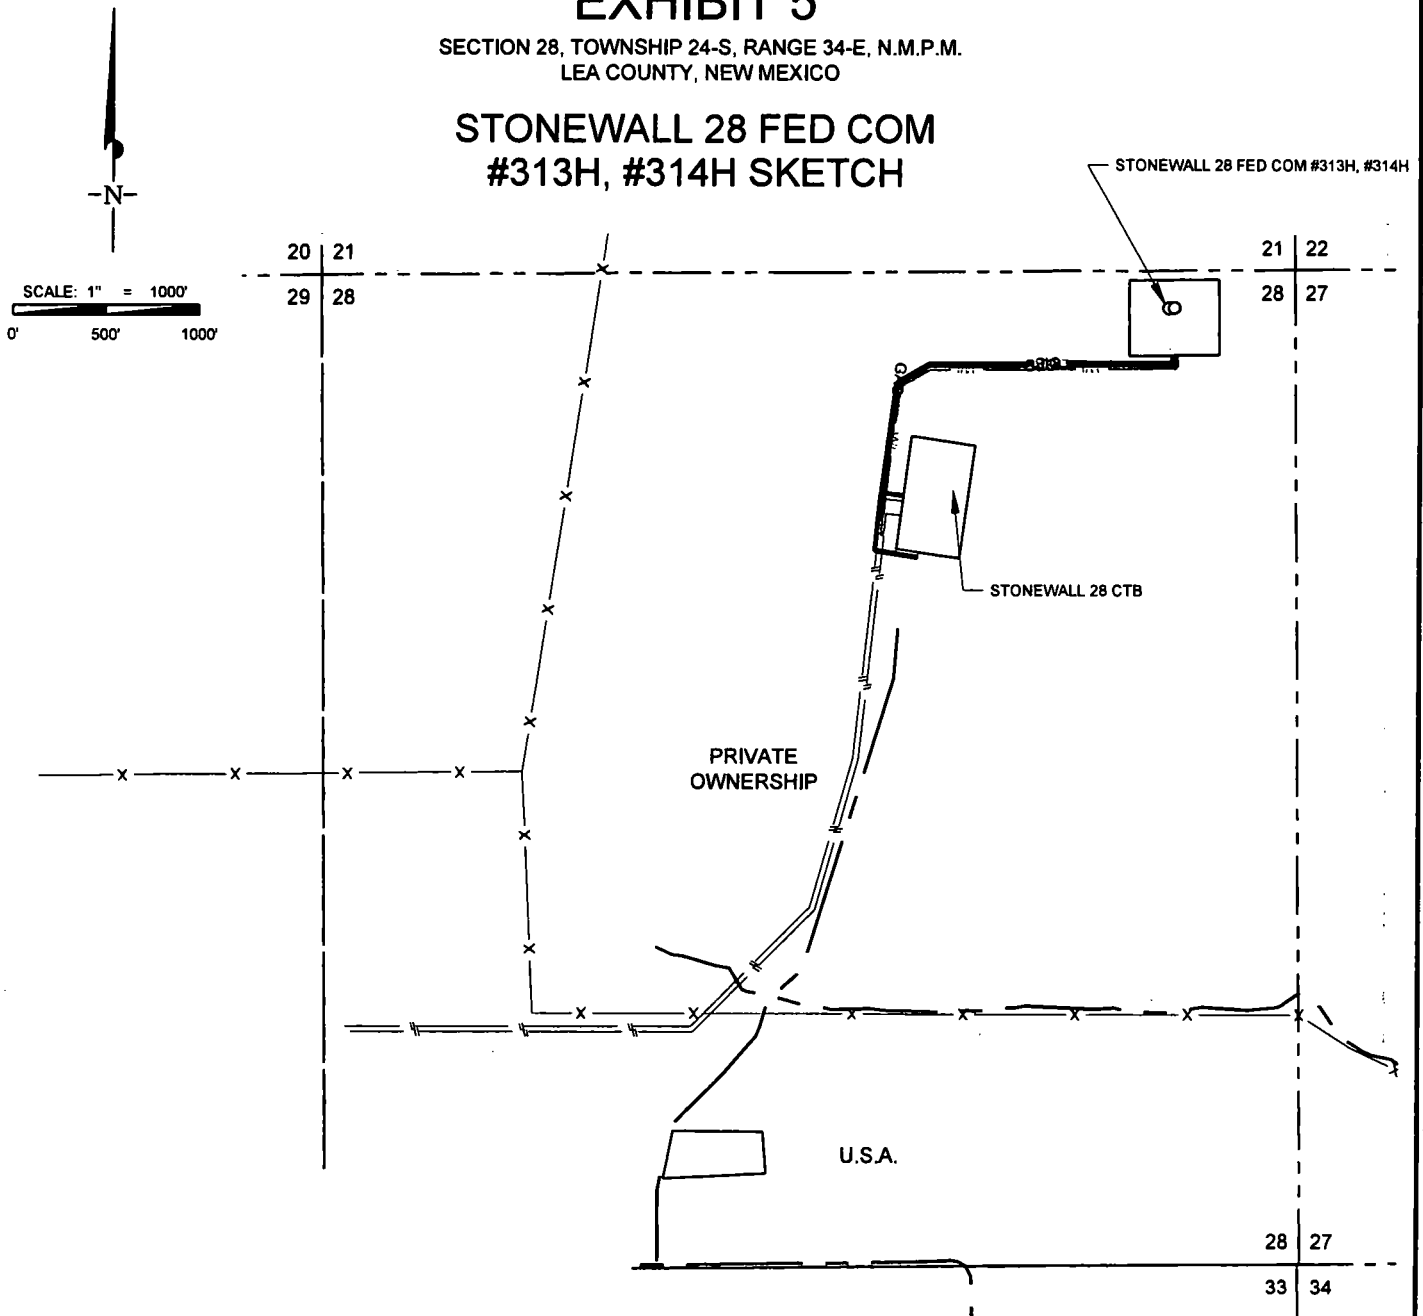 EXHIBIT 5
SECTION 28, TOWNSHIP 24-S, RANGE 34-E, N.M.P.M.
LEA COUNTY, NEW MEXICO
STONEWALL 28 FED COM
#313H, #314H SKETCH
STONEWALL 28 FED COM #313H, #314H
-N-
20 21
29 28
21 22
28 27
SCALE: 1" = 1000'
0' 500' 1000'
STONEWALL 28 CTB
PRIVATE
OWNERSHIP
U.S.A.
28 27
33 34